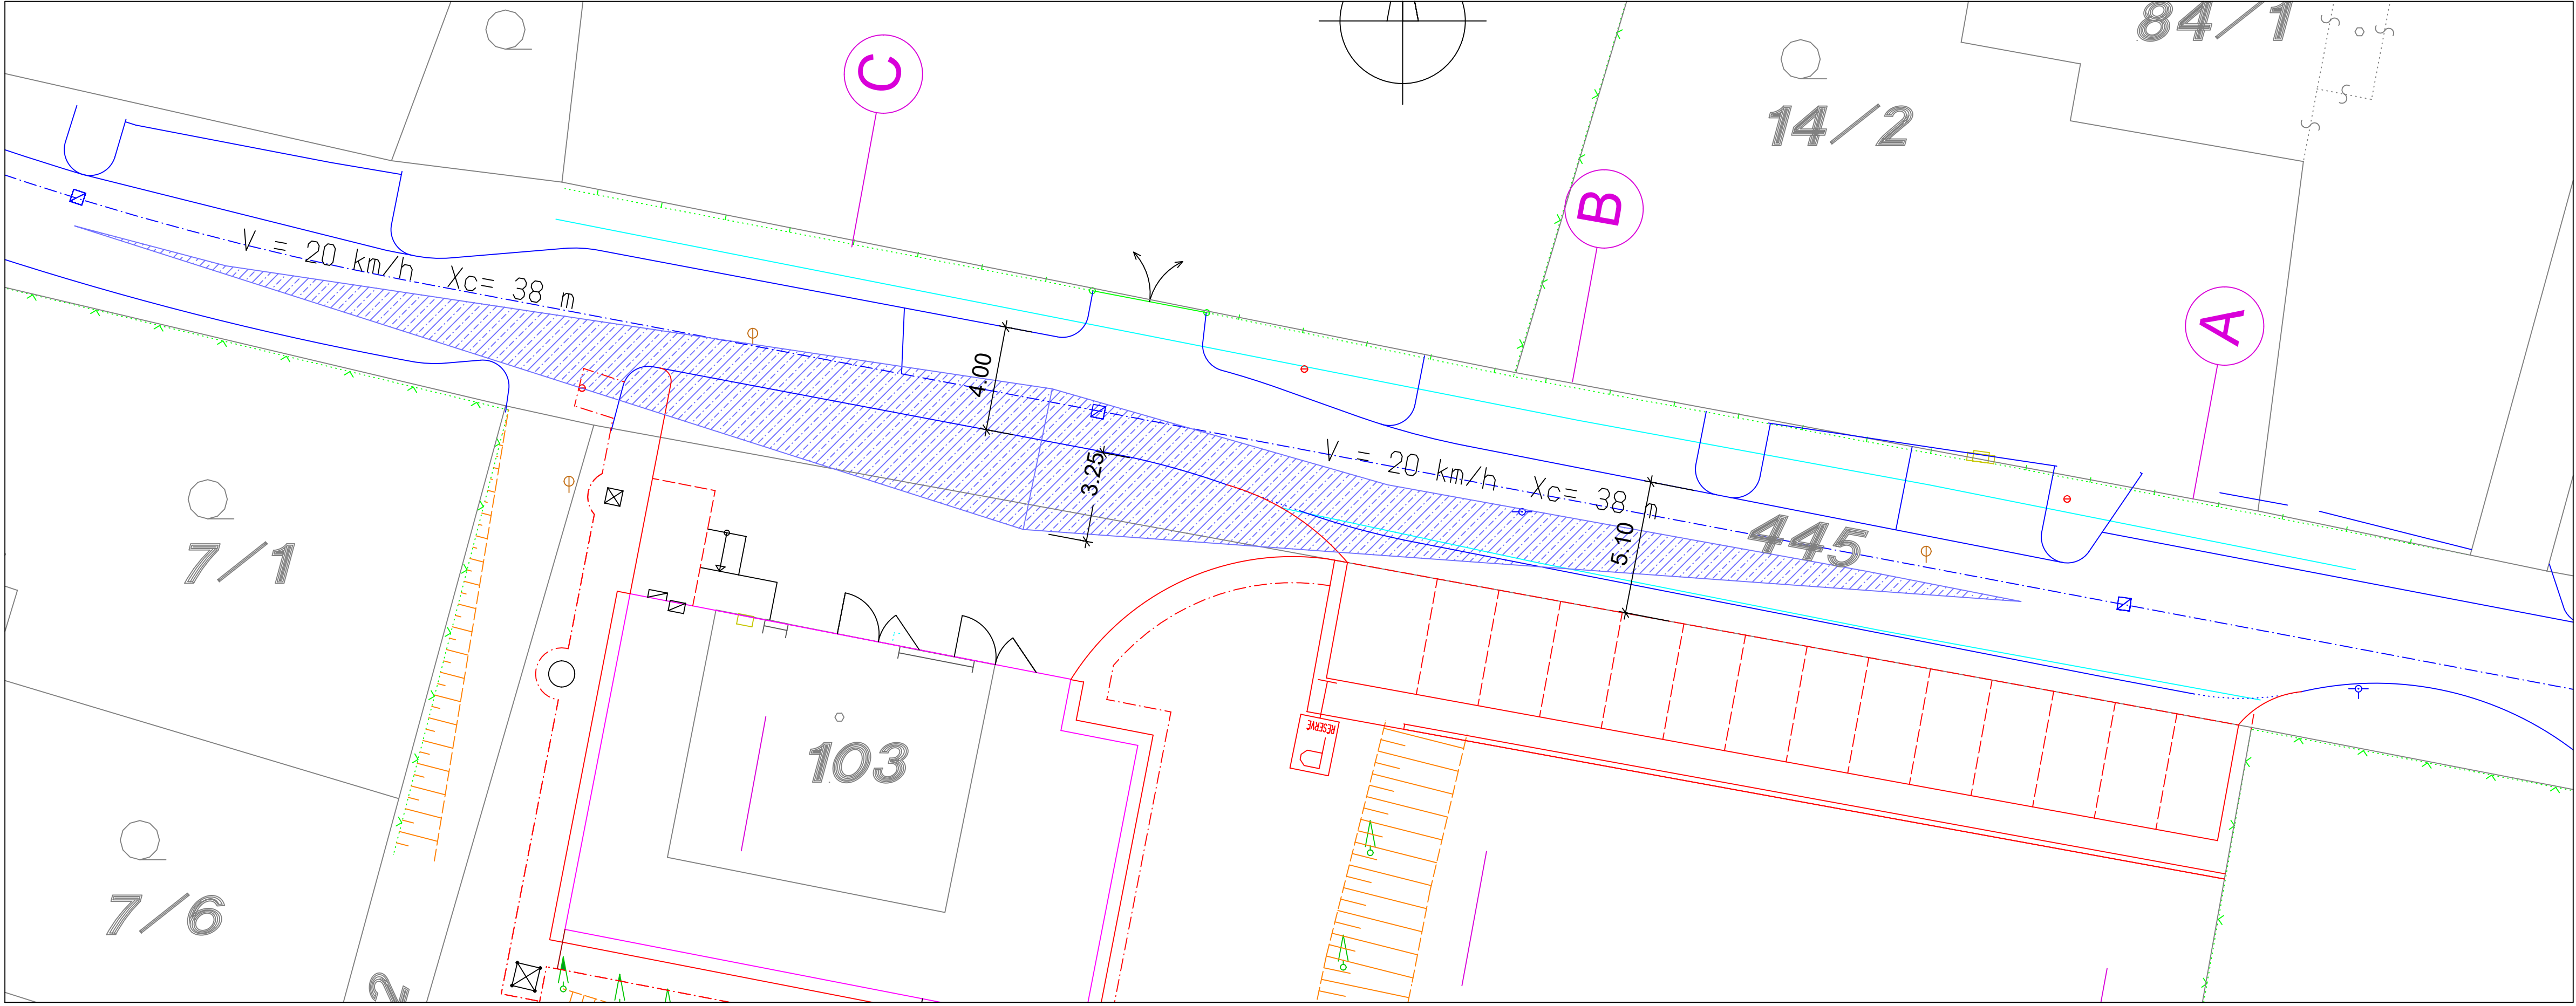 84/1
C
14/2
B
V = 20 km/h Xc= 38 m
A
4.00
V = 20 km/h Xc= 38 m
3.25
5.10
445
7/1
RESERVE
P
103
7/6
2